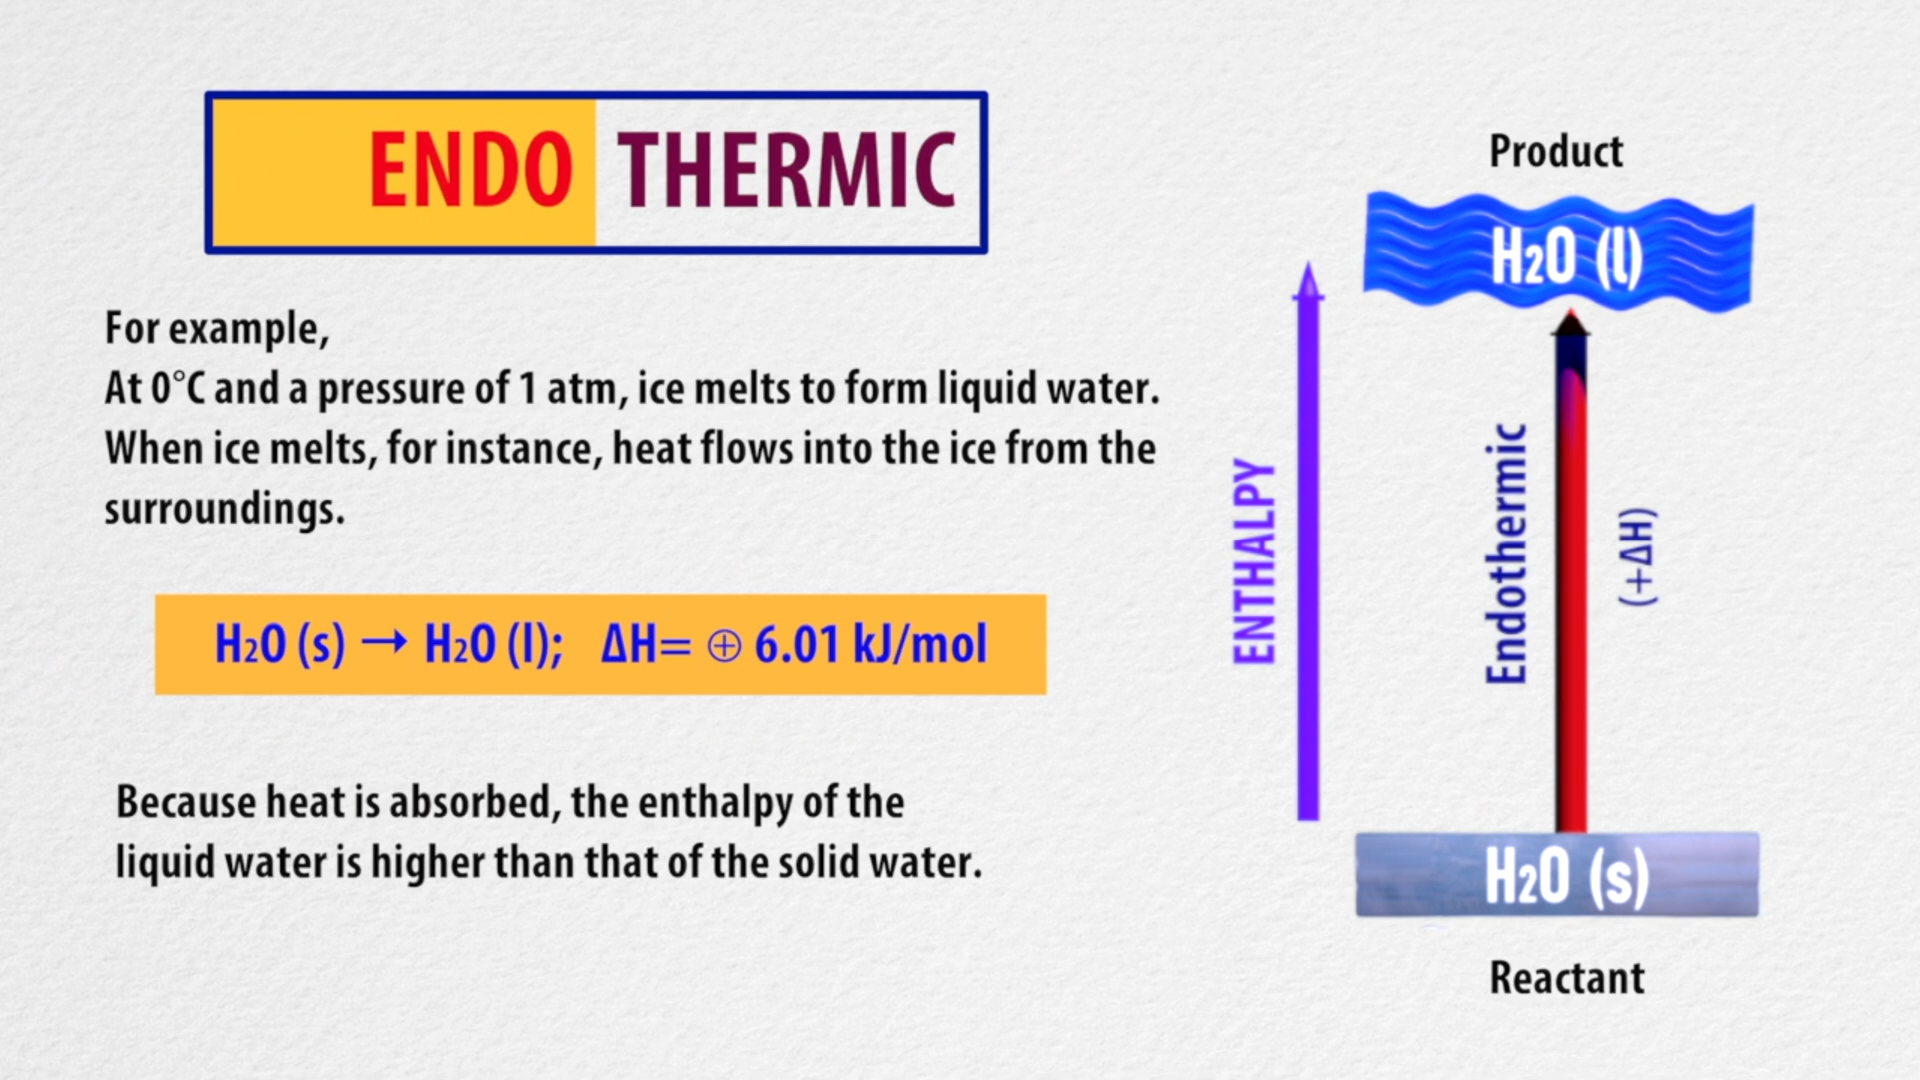 ENDO THERMIC
For example,
At 0°C and a pressure of 1 atm, ice melts to form liquid water.
When ice melts, for instance, heat flows into the ice from the
surroundings.
H₂O (s) → H₂O (l); ΔH= ⊕ 6.01 kJ/mol
Because heat is absorbed, the enthalpy of the
liquid water is higher than that of the solid water.
Product
H₂O (l)
ENTHALPY
Endothermic
(+ΔH)
H₂O (s)
Reactant